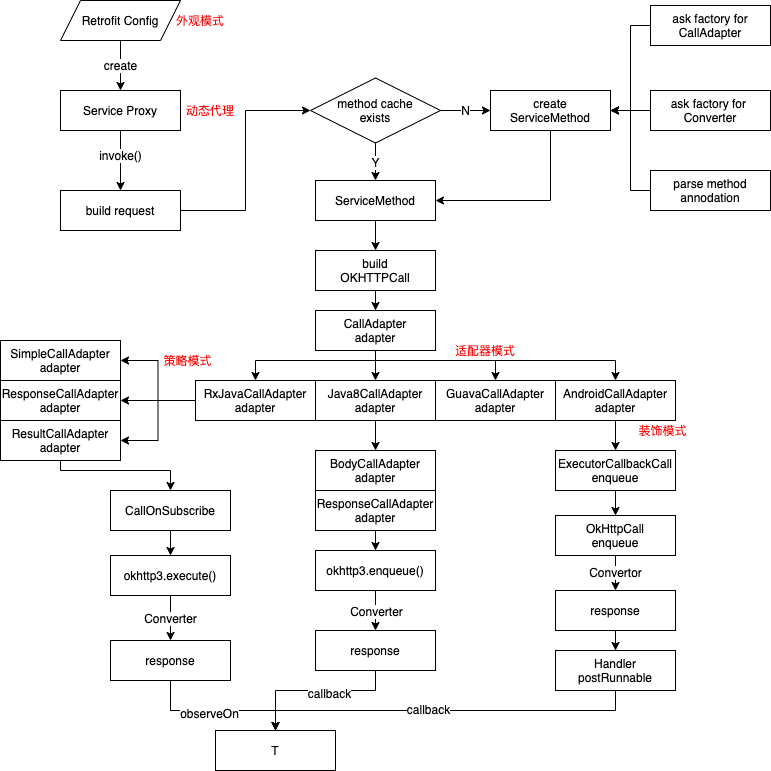 Retrofit Config
外观模式
create
Service Proxy
动态代理
invoke()
build request
method cache
exists
N
Y
create
ServiceMethod
ask factory for
CallAdapter
ask factory for
Converter
parse method
annodation
ServiceMethod
build
OKHTTPCall
CallAdapter
adapter
适配器模式
策略模式
SimpleCallAdapter
adapter
ResponseCallAdapter
adapter
ResultCallAdapter
adapter
RxJavaCallAdapter
adapter
Java8CallAdapter
adapter
GuavaCallAdapter
adapter
AndroidCallAdapter
adapter
装饰模式
CallOnSubscribe
okhttp3.execute()
Converter
response
observeOn
BodyCallAdapter
adapter
ResponseCallAdapter
adapter
okhttp3.enqueue()
Converter
response
callback
ExecutorCallbackCall
enqueue
OkHttpCall
enqueue
Convertor
response
Handler
postRunnable
callback
T